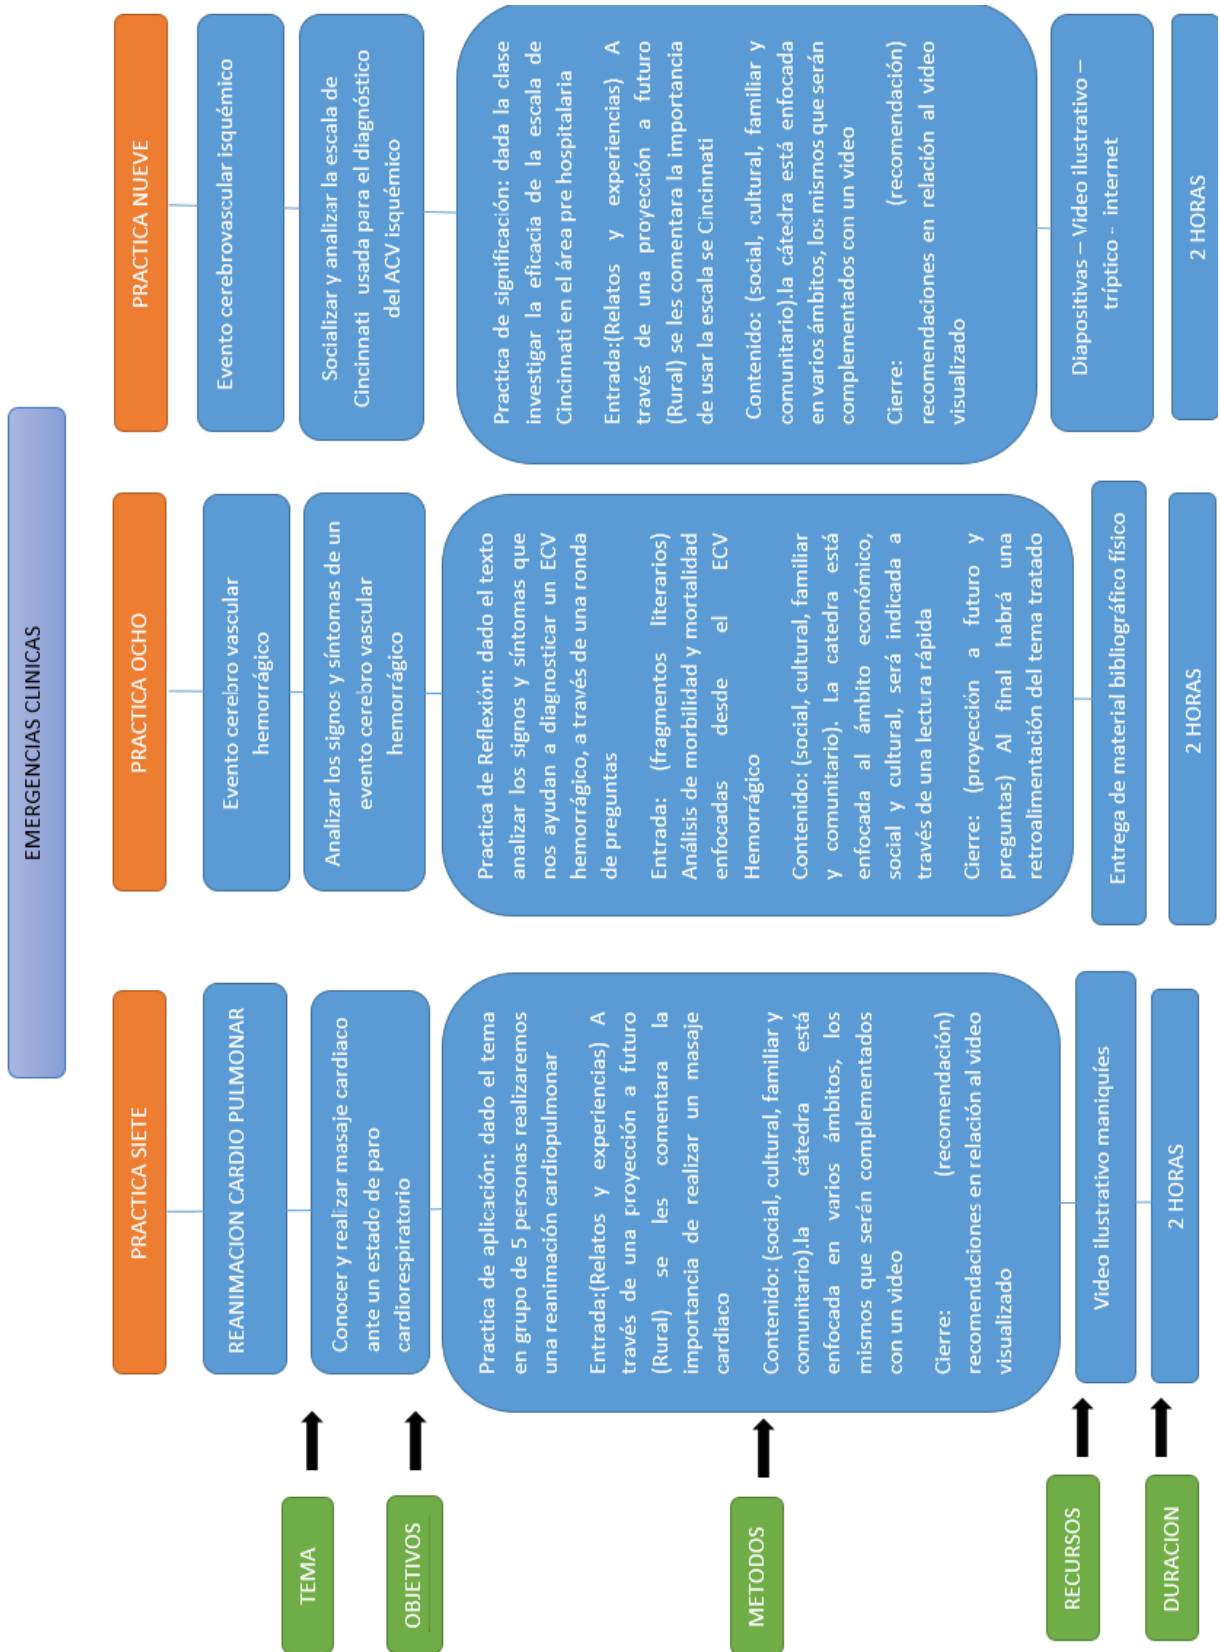 EMERGENCIAS CLINICAS
PRACTICA SIETE
REANIMACION CARDIO PULMONAR
Conocer y realizar masaje cardiaco
ante un estado de paro
cardiorespiratorio
Practica de aplicación: dado el tema
en grupo de 5 personas realizaremos
una reanimación cardiopulmonar
Entrada:(Relatos y experiencias) A
través de una proyección a futuro
(Rural) se les comentara la
importancia de realizar un masaje
cardiaco
Contenido: (social, cultural, familiar y
comunitario).la cátedra está
enfocada en varios ámbitos, los
mismos que serán complementados
con un video
Cierre: (recomendación)
recomendaciones en relación al video
visualizado
Video ilustrativo maniquíes
2 HORAS
PRACTICA OCHO
Evento cerebro vascular
hemorrágico
Analizar los signos y síntomas de un
evento cerebro vascular
hemorrágico
Practica de Reflexión: dado el texto
analizar los signos y síntomas que
nos ayudan a diagnosticar un ECV
hemorrágico, a través de una ronda
de preguntas
Entrada: (fragmentos literarios)
Análisis de morbilidad y mortalidad
enfocadas desde el ECV
Hemorrágico
Contenido: (social, cultural, familiar
y comunitario). La catedra está
enfocada al ámbito económico,
social y cultural, será indicada a
través de una lectura rápida
Cierre: (proyección a futuro y
preguntas) Al final habrá una
retroalimentación del tema tratado
Entrega de material bibliográfico físico
2 HORAS
PRACTICA NUEVE
Evento cerebrovascular isquémico
Socializar y analizar la escala de
Cincinnati usada para el diagnóstico
del ACV isquémico
Practica de significación: dada la clase
investigar la eficacia de la escala de
Cincinnati en el área pre hospitalaria
Entrada:(Relatos y experiencias) A
través de una proyección a futuro
(Rural) se les comentara la importancia
de usar la escala se Cincinnati
Contenido: (social, cultural, familiar y
comunitario).la cátedra está enfocada
en varios ámbitos, los mismos que serán
complementados con un video
Cierre: (recomendación)
recomendaciones en relación al video
visualizado
Diapositivas – Video ilustrativo –
tríptico - internet
2 HORAS
TEMA
OBJETIVOS
METODOS
RECURSOS
DURACION